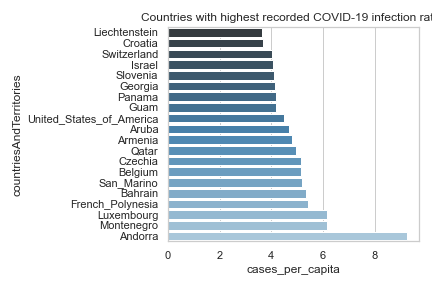 Countries with highest recorded COVID-19 infection rat
countriesAndTerritories
Liechtenstein
Croatia
Switzerland
Israel
Slovenia
Georgia
Panama
Guam
United_States_of_America
Aruba
Armenia
Qatar
Czechia
Belgium
San_Marino
Bahrain
French_Polynesia
Luxembourg
Montenegro
Andorra
0 2 4 6 8
cases_per_capita